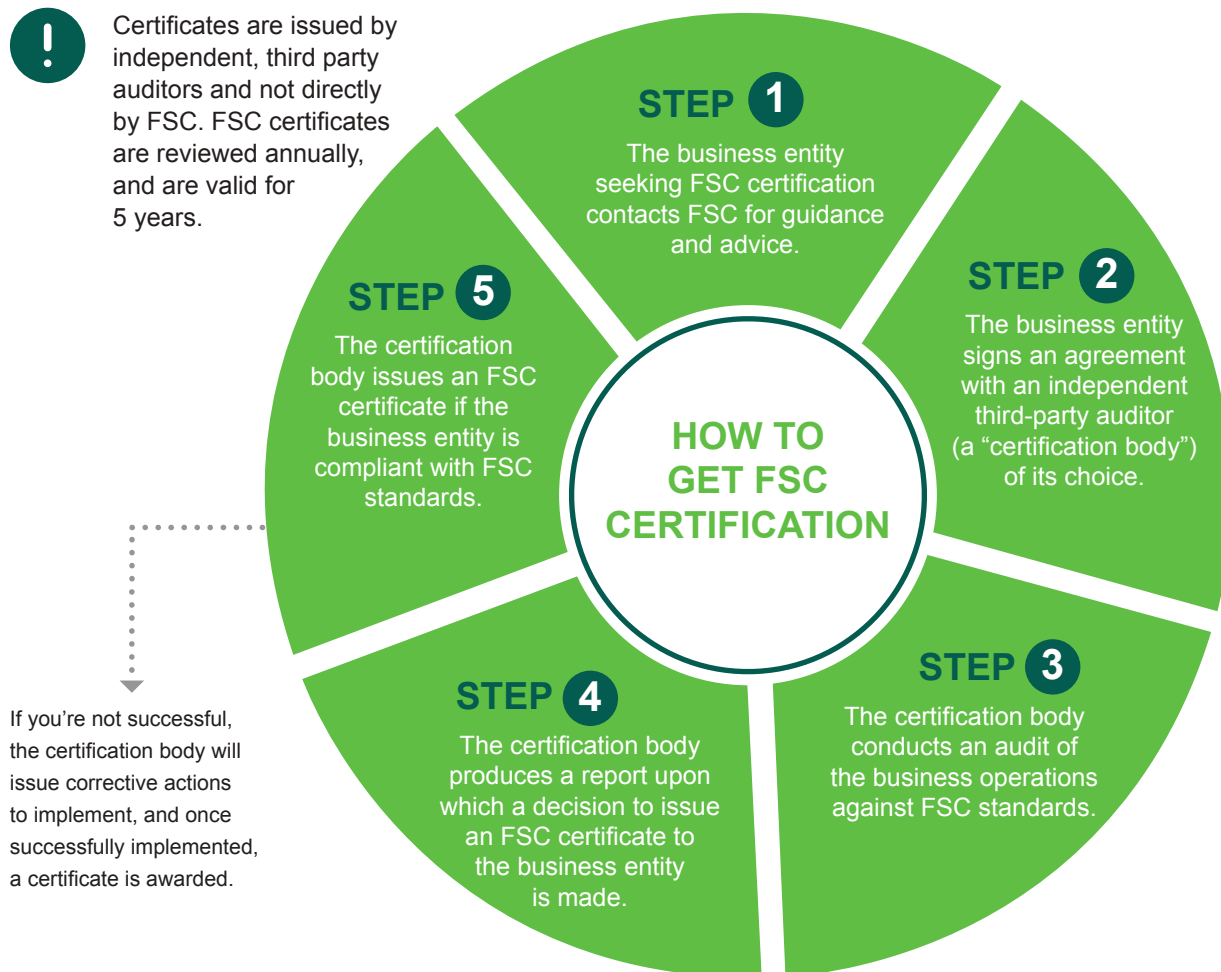 !
Certificates are issued by
independent, third party
auditors and not directly
by FSC. FSC certificates
are reviewed annually,
and are valid for
5 years.
HOW TO
GET FSC
CERTIFICATION
STEP 1
The business entity
seeking FSC certification
contacts FSC for guidance
and advice.
STEP 2
The business entity
signs an agreement
with an independent
third-party auditor
(a “certification body”)
of its choice.
STEP 3
The certification body
conducts an audit of
the business operations
against FSC standards.
STEP 4
The certification body
produces a report upon
which a decision to issue
an FSC certificate to
the business entity
is made.
STEP 5
The certification
body issues an FSC
certificate if the
business entity is
compliant with FSC
standards.
If you’re not successful,
the certification body will
issue corrective actions
to implement, and once
successfully implemented,
a certificate is awarded.